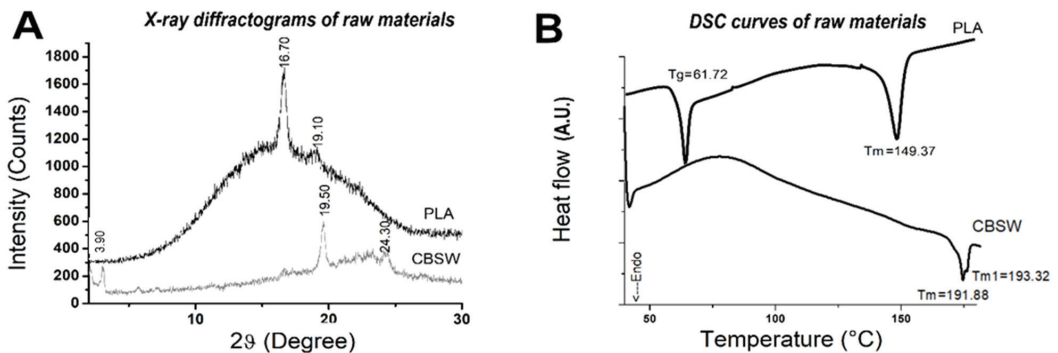 A
X-ray diffractograms of raw materials
1800
1600
1400
1200
1000
800
600
400
200
0
Intensity (Counts)
16.70
19.10
PLA
3.90
19.50
24.30
CBSW
0
10
20
30
2ϑ (Degree)
B
DSC curves of raw materials
PLA
Tg=61.72
Tm=149.37
Heat flow (A.U.)
CBSW
<---Endo
Tm1=193.32
Tm=191.88
50
75
100
150
Temperature (°C)